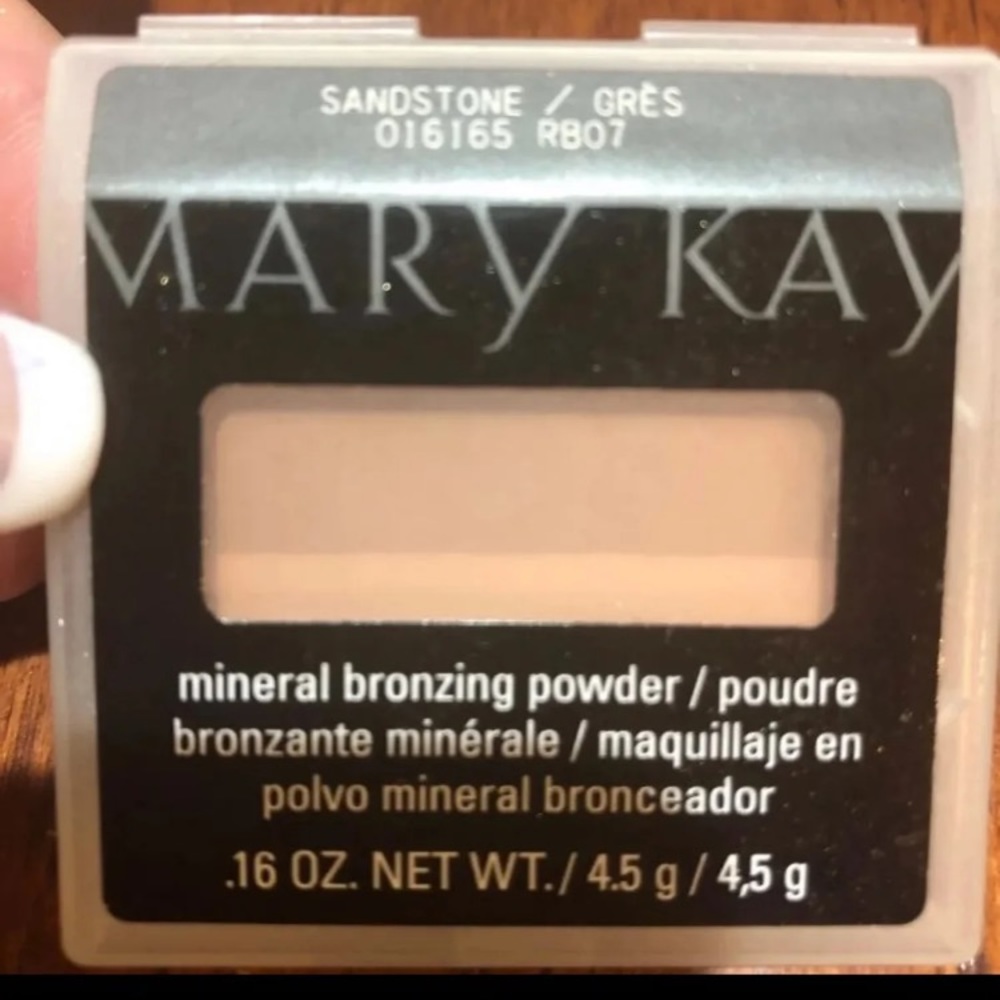 SANDSTONE / GRÈS
016165 RB07
MARY KAY
mineral bronzing powder / poudre
bronzante minérale / maquillaje en
polvo mineral bronceador
.16 OZ. NET WT. / 4.5 g / 4,5 g